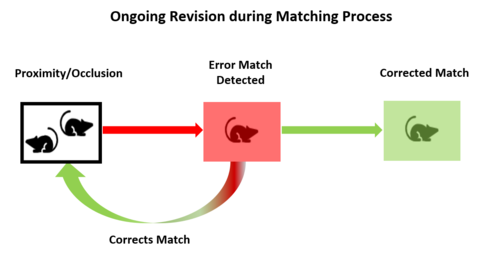 Ongoing Revision during Matching Process
Proximity/Occlusion
Error Match
Detected
Corrected Match
Corrects Match